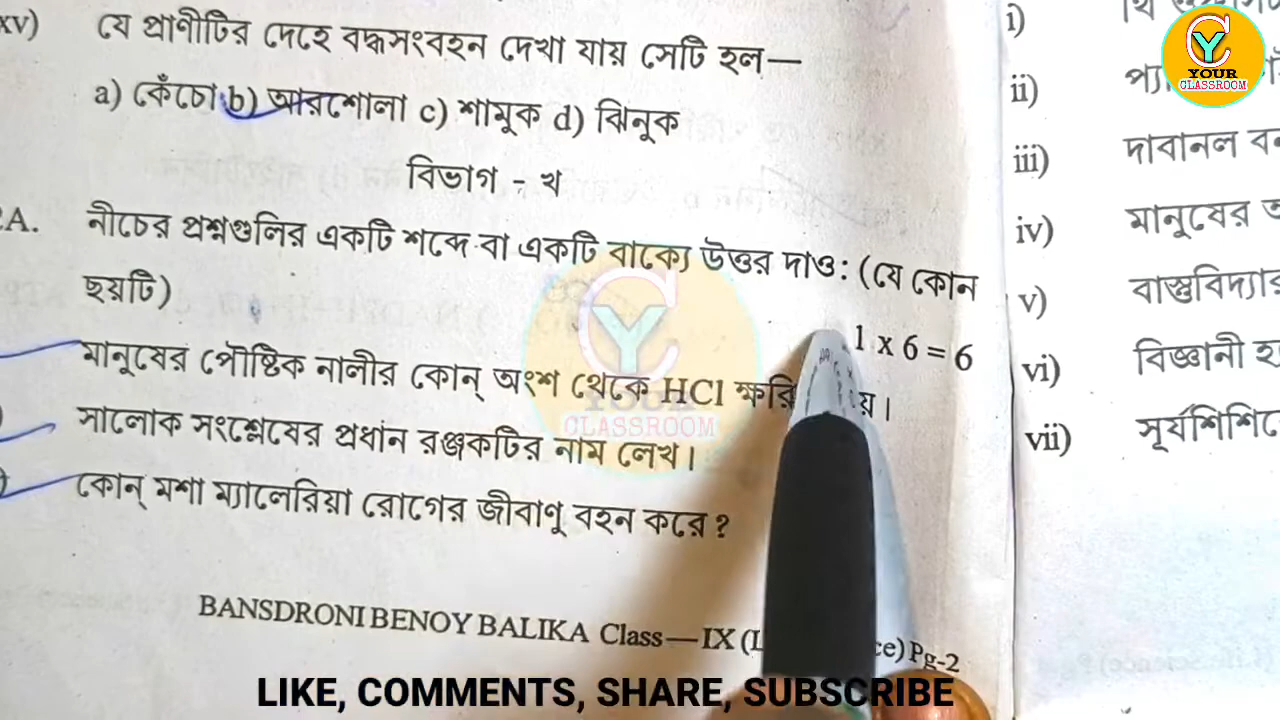 xv) যে প্রাণীটির দেহে বদ্ধসংবহন দেখা যায় সেটি হল—
a) কেঁচো b) আরশোলা c) শামুক d) ঝিনুক
বিভাগ - খ
A. নীচের প্রশ্নগুলির একটি শব্দে বা একটি বাক্যে উত্তর দাও: (যে কোন
ছয়টি)
1 x 6 = 6
মানুষের পৌষ্টিক নালীর কোন্ অংশ থেকে HCl
সালোক সংশ্লেষের প্রধান রঞ্জকটির নাম লেখ।
কোন্ মশা ম্যালেরিয়া রোগের জীবাণু বহন করে ?
BANSDRONI BENOY BALIKA Class—IX Pg-2
i)
ii)
iii) দাবানল
iv) মানুষের
v)
vi) বিজ্ঞানী
vii)
YOUR
CLASSROOM
YOUR
CLASSROOM
LIKE, COMMENTS, SHARE, SUBSCRIBE